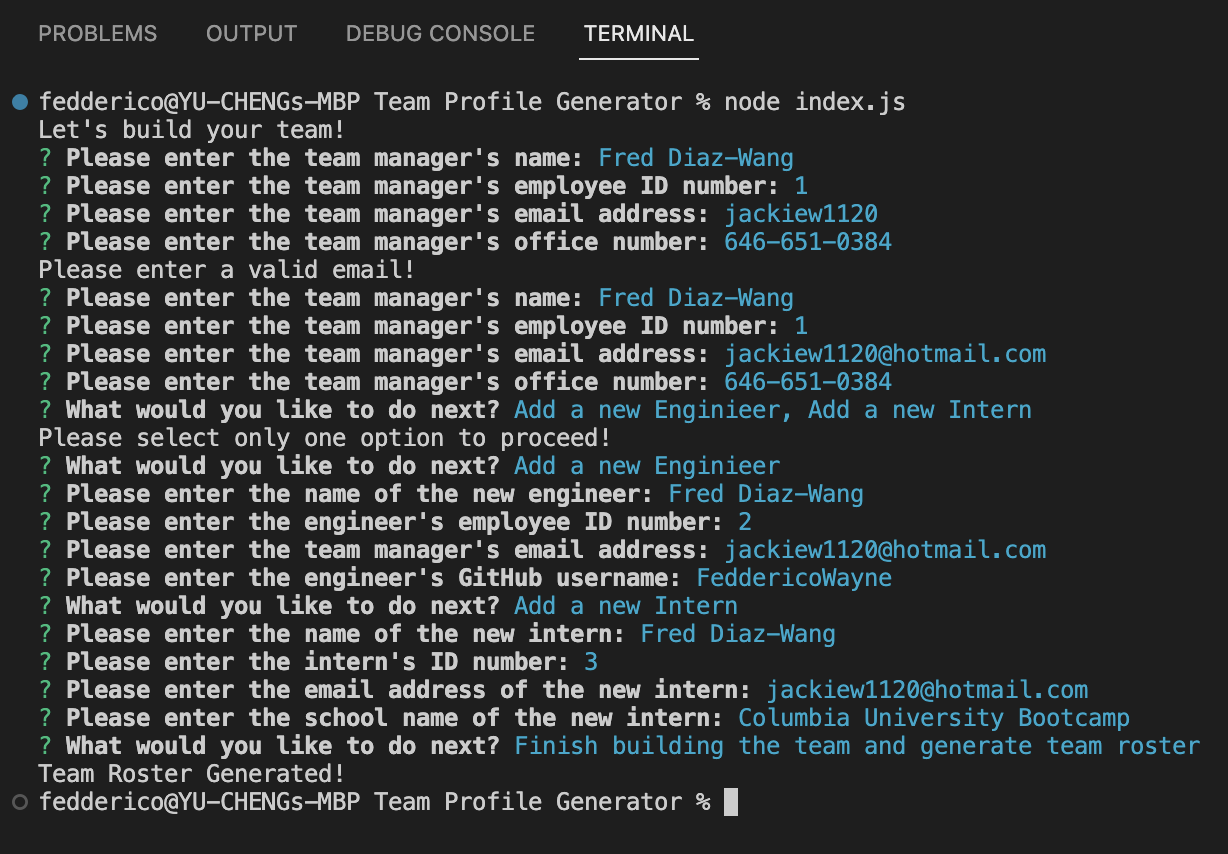 PROBLEMS OUTPUT DEBUG CONSOLE TERMINAL
fedderico@YU-CHENGs-MBP Team Profile Generator % node index.js
Let's build your team!
? Please enter the team manager's name: Fred Diaz-Wang
? Please enter the team manager's employee ID number: 1
? Please enter the team manager's email address: jackiew1120
? Please enter the team manager's office number: 646-651-0384
Please enter a valid email!
? Please enter the team manager's name: Fred Diaz-Wang
? Please enter the team manager's employee ID number: 1
? Please enter the team manager's email address: jackiew1120@hotmail.com
? Please enter the team manager's office number: 646-651-0384
? What would you like to do next? Add a new Enginieer, Add a new Intern
Please select only one option to proceed!
? What would you like to do next? Add a new Enginieer
? Please enter the name of the new engineer: Fred Diaz-Wang
? Please enter the engineer's employee ID number: 2
? Please enter the team manager's email address: jackiew1120@hotmail.com
? Please enter the engineer's GitHub username: FeddericoWayne
? What would you like to do next? Add a new Intern
? Please enter the name of the new intern: Fred Diaz-Wang
? Please enter the intern's ID number: 3
? Please enter the email address of the new intern: jackiew1120@hotmail.com
? Please enter the school name of the new intern: Columbia University Bootcamp
? What would you like to do next? Finish building the team and generate team roster
Team Roster Generated!
fedderico@YU-CHENGs-MBP Team Profile Generator %